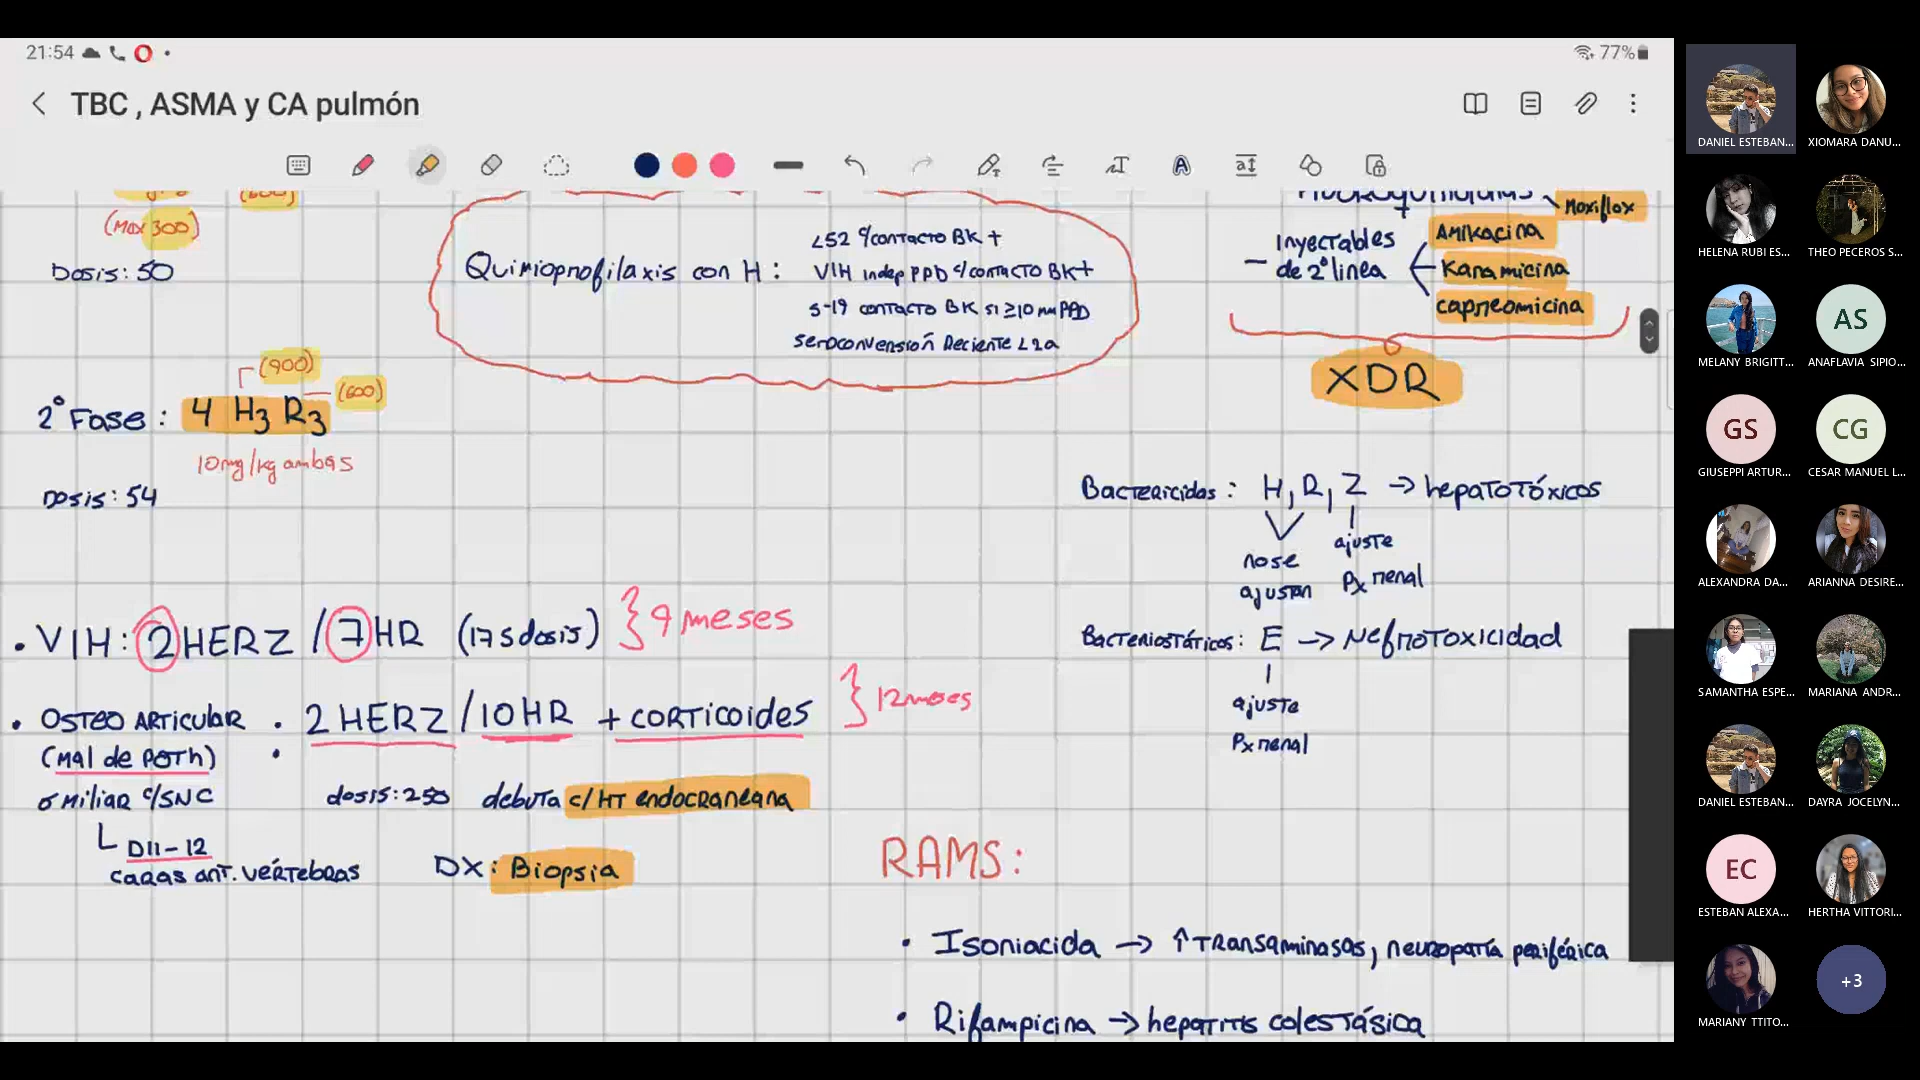 21:54
77%
TBC , ASMA y CA pulmón
(Max 300)
(600)
Dosis: 50
Quimioprofilaxis con H :
<52 c/contacto BK +
VIH indep PPD c/contacto BK+
5-19 contacto BK si ≥10 mm PPD
seroconversión Reciente <2a
Moxiflox
- Inyectables de 2° linea
Amikacina
Kanamicina
capreomicina
XDR
(900)
(600)
2° Fase : 4 H3 R3
10mg/kg ambas
Dosis: 54
Bactericidas : H, R, Z → hepatotóxicos
no se ajustan
ajuste Px renal
Bacteriostáticos : E → Nefrotoxicidad
ajuste
Px renal
• VIH: 2HERZ / 7HR (175 dosis) } 9 meses
• OSTEO ARTICULAR : 2 HERZ / 10HR + CORTICOIDES } 12 meses
(Mal de POTH)
o miliar c/SNC
dosis: 250
debuta c/HT endocraneana
D11-12
caras ant. vértebras
DX: Biopsia
RAMS:
• Isoniacida → ↑ Transaminasas, neuropatía periférica
• Rifampicina → hepatitis colestásica
DANIEL ESTEBAN...
XIOMARA DANU...
HELENA RUBI ES...
THEO PECEROS S...
MELANY BRIGITT...
AS
ANAFLAVIA SIPIO...
GS
GIUSEPPI ARTUR...
CG
CESAR MANUEL L...
ALEXANDRA DA...
ARIANNA DESIRE...
SAMANTHA ESPE...
MARIANA ANDR...
DANIEL ESTEBAN...
DAYRA JOCELYN...
EC
ESTEBAN ALEXA...
HERTHA VITTORI...
MARIANY TTITO...
+3